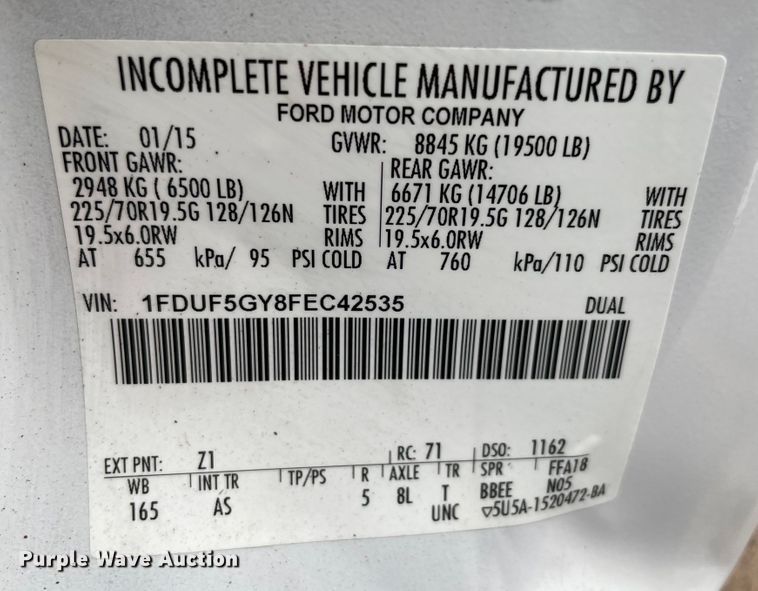 INCOMPLETE VEHICLE MANUFACTURED BY
FORD MOTOR COMPANY
DATE: 01/15 GVWR: 8845 KG (19500 LB)
FRONT GAWR: REAR GAWR:
2948 KG ( 6500 LB) WITH 6671 KG (14706 LB) WITH
225/70R19.5G 128/126N TIRES 225/70R19.5G 128/126N TIRES
19.5x6.0RW RIMS 19.5x6.0RW RIMS
AT 655 kPa/ 95 PSI COLD AT 760 kPa/110 PSI COLD
VIN: 1FDUF5GY8FEC42535 DUAL
EXT PNT: Z1 RC: 71 DSO: 1162
WB INT TR TP/PS R AXLE TR SPR FFA18
165 AS 5 8L T BBEE N05
UNC ▽5U5A-1520472-BA
Purple Wave Auction